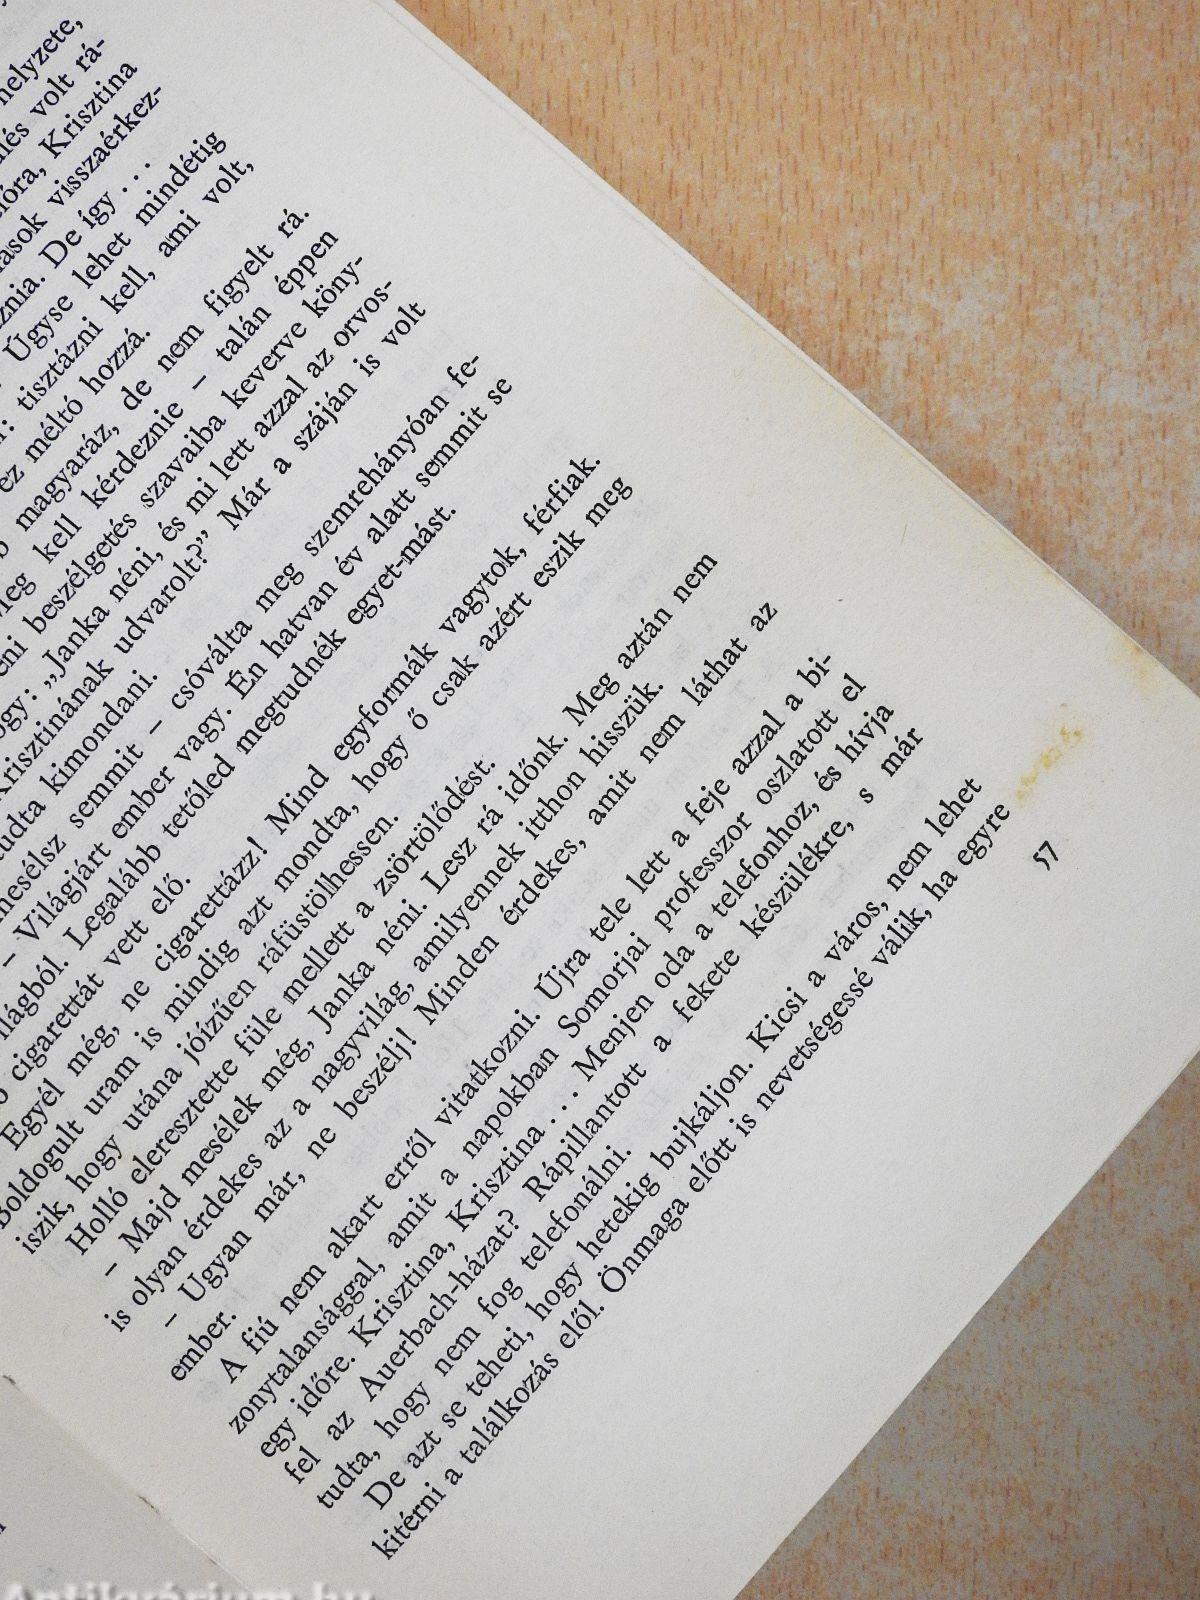 helyzete,
volt rá-
Krisztina
visszaérkez-
De így . . .
Úgyse lehet mindétig
tisztázni kell, ami volt,
ez méltó hozzá.
magyaráz, de nem figyelt rá.
kell kérdeznie – talán éppen
beszélgetés szavaiba keverve köny-
„Janka néni, és mi lett azzal az orvos-
Krisztinának udvarolt?” Már a száján is volt
tudta kimondani.
mesélsz semmit – csóválta meg szemrehányóan fe-
– Világjárt ember vagy. Én hatvan év alatt semmit se
Legalább tetőled megtudnék egyet-mást.
cigarettát vett elő.
Egyél még, ne cigarettázz! Mind egyformák vagytok, férfiak.
Boldogult uram is mindig azt mondta, hogy ő csak azért eszik meg
iszik, hogy utána jóízűen ráfüstölhessen.
Holló eleresztette füle mellett a zsörtölődést.
– Majd mesélek még, Janka néni. Lesz rá időnk. Meg aztán nem
is olyan érdekes az a nagyvilág, amilyennek itthon hisszük.
– Ugyan már, ne beszélj! Minden érdekes, amit nem láthat az
ember.
A fiú nem akart erről vitatkozni. Újra tele lett a feje azzal a bi-
zonytalansággal, amit a napokban Somorjai professzor oszlatott el
egy időre. Krisztina, Krisztina . . . Menjen oda a telefonhoz, és hívja
fel az Auerbach-házat? Rápillantott a fekete készülékre, s már
tudta, hogy nem fog telefonálni.
De azt se teheti, hogy hetekig bujkáljon. Kicsi a város, nem lehet
kitérni a találkozás elől. Önmaga előtt is nevetségessé válik, ha egyre
57